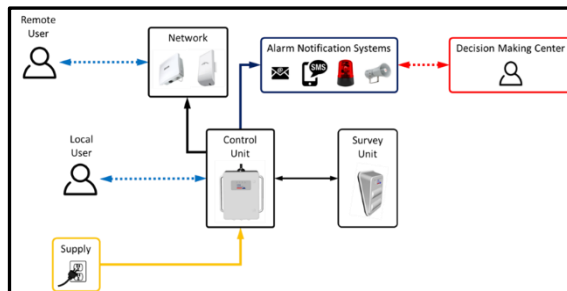 Remote
User
Network
Alarm Notification Systems
Decision Making Center
SMS
Local
User
Control
Unit
Survey
Unit
Supply